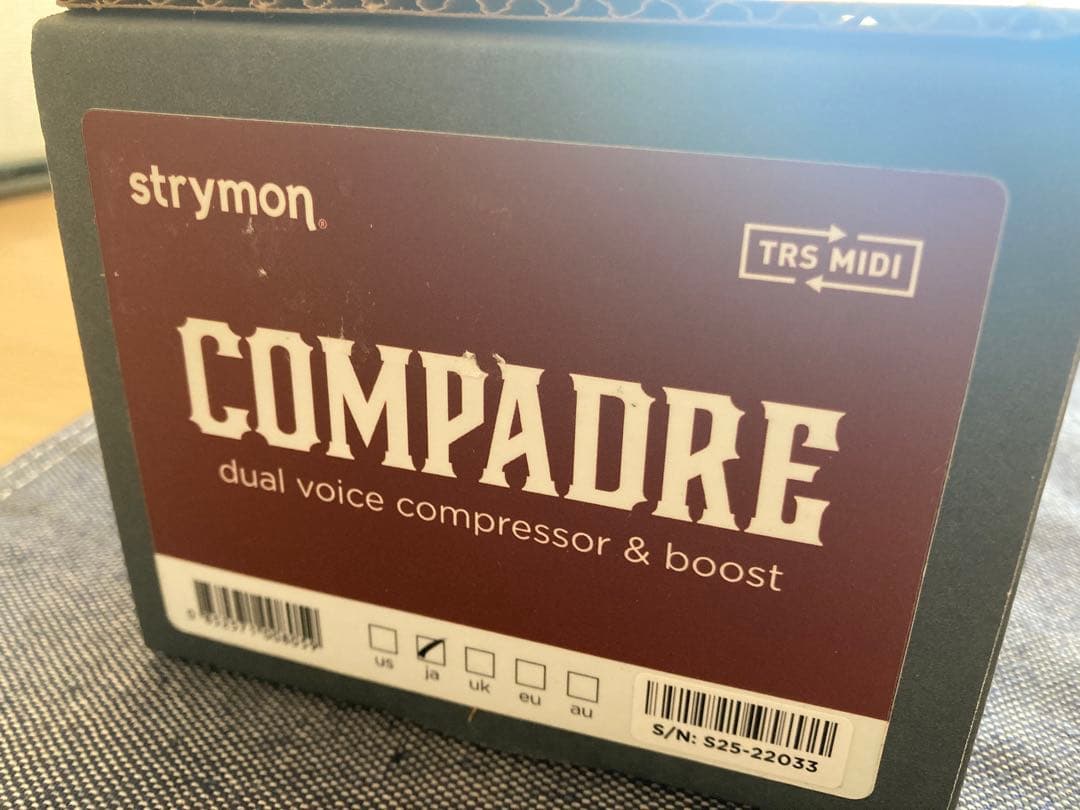 strymon®
TRS MIDI
COMPADRE
dual voice compressor & boost
us
ja
uk
eu
au
S/N: S25-22033